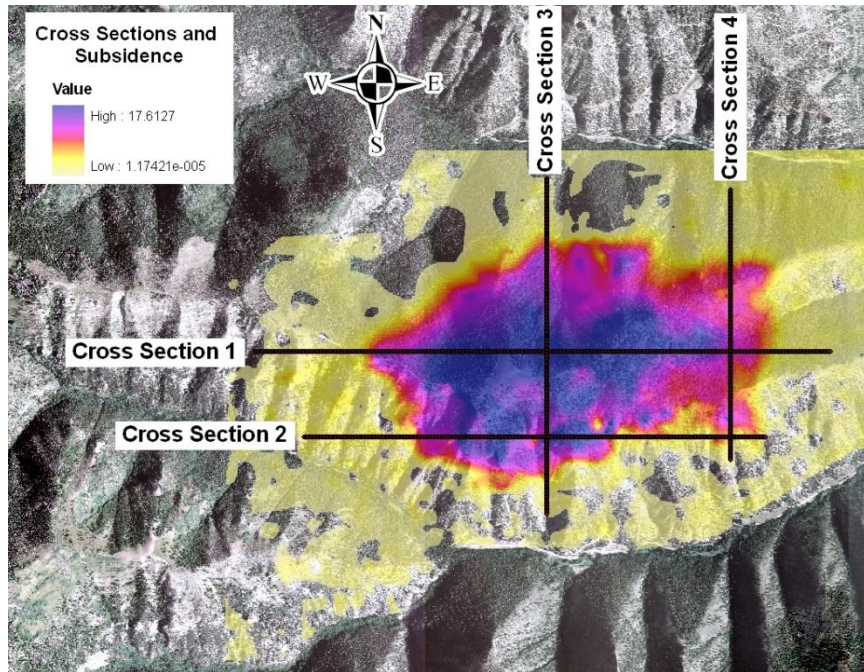 Cross Sections and
Subsidence
Value
High : 17.6127
Low : 1.17421e-005
N
W
E
S
Cross Section 3
Cross Section 4
Cross Section 1
Cross Section 2